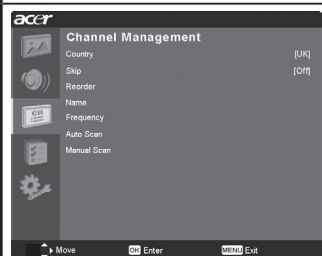 acer
Channel Management
Country [UK]
Skip [Off]
Reorder
Name
CH
Frequency
Auto Scan
Manual Scan
Move OK Enter MENU Exit